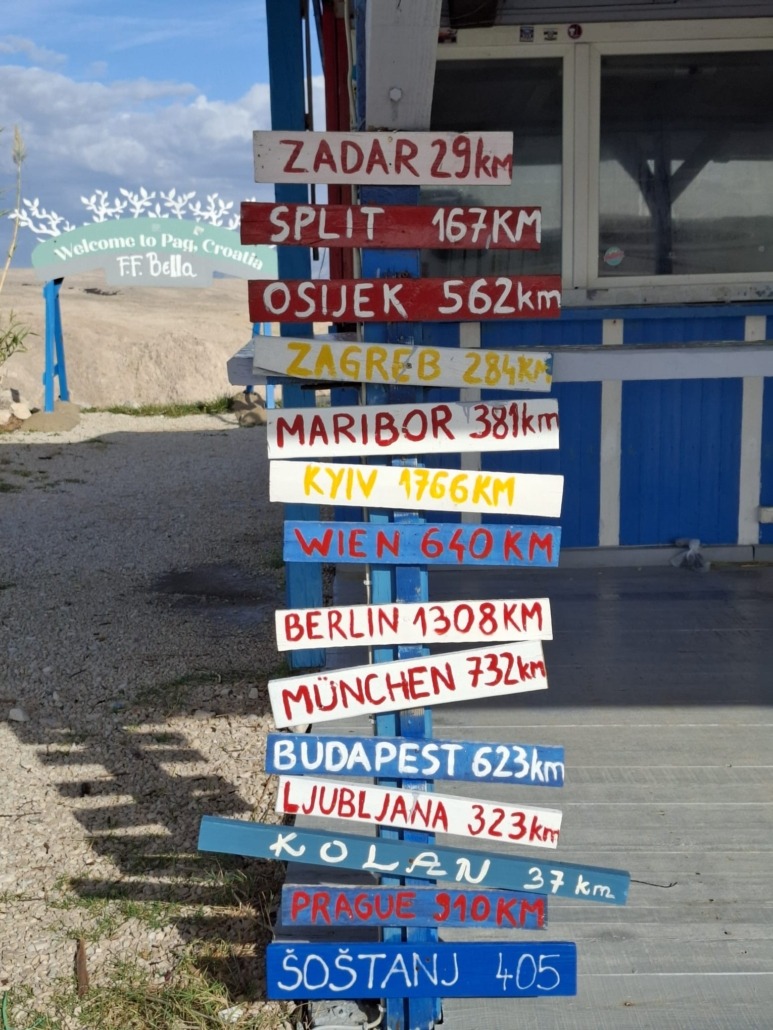 ZADAR 29km
SPLIT 167KM
Welcome to Pag, Croatia
F.F. Bella
OSIJEK 562km
ZAGREB 284KM
MARIBOR 381km
KYIV 1766KM
WIEN 640 KM
BERLIN 1308KM
MÜNCHEN 732km
BUDAPEST 623km
LJUBLJANA 323km
KOLAN 37 km
PRAGUE 910KM
ŠOŠTANJ 405